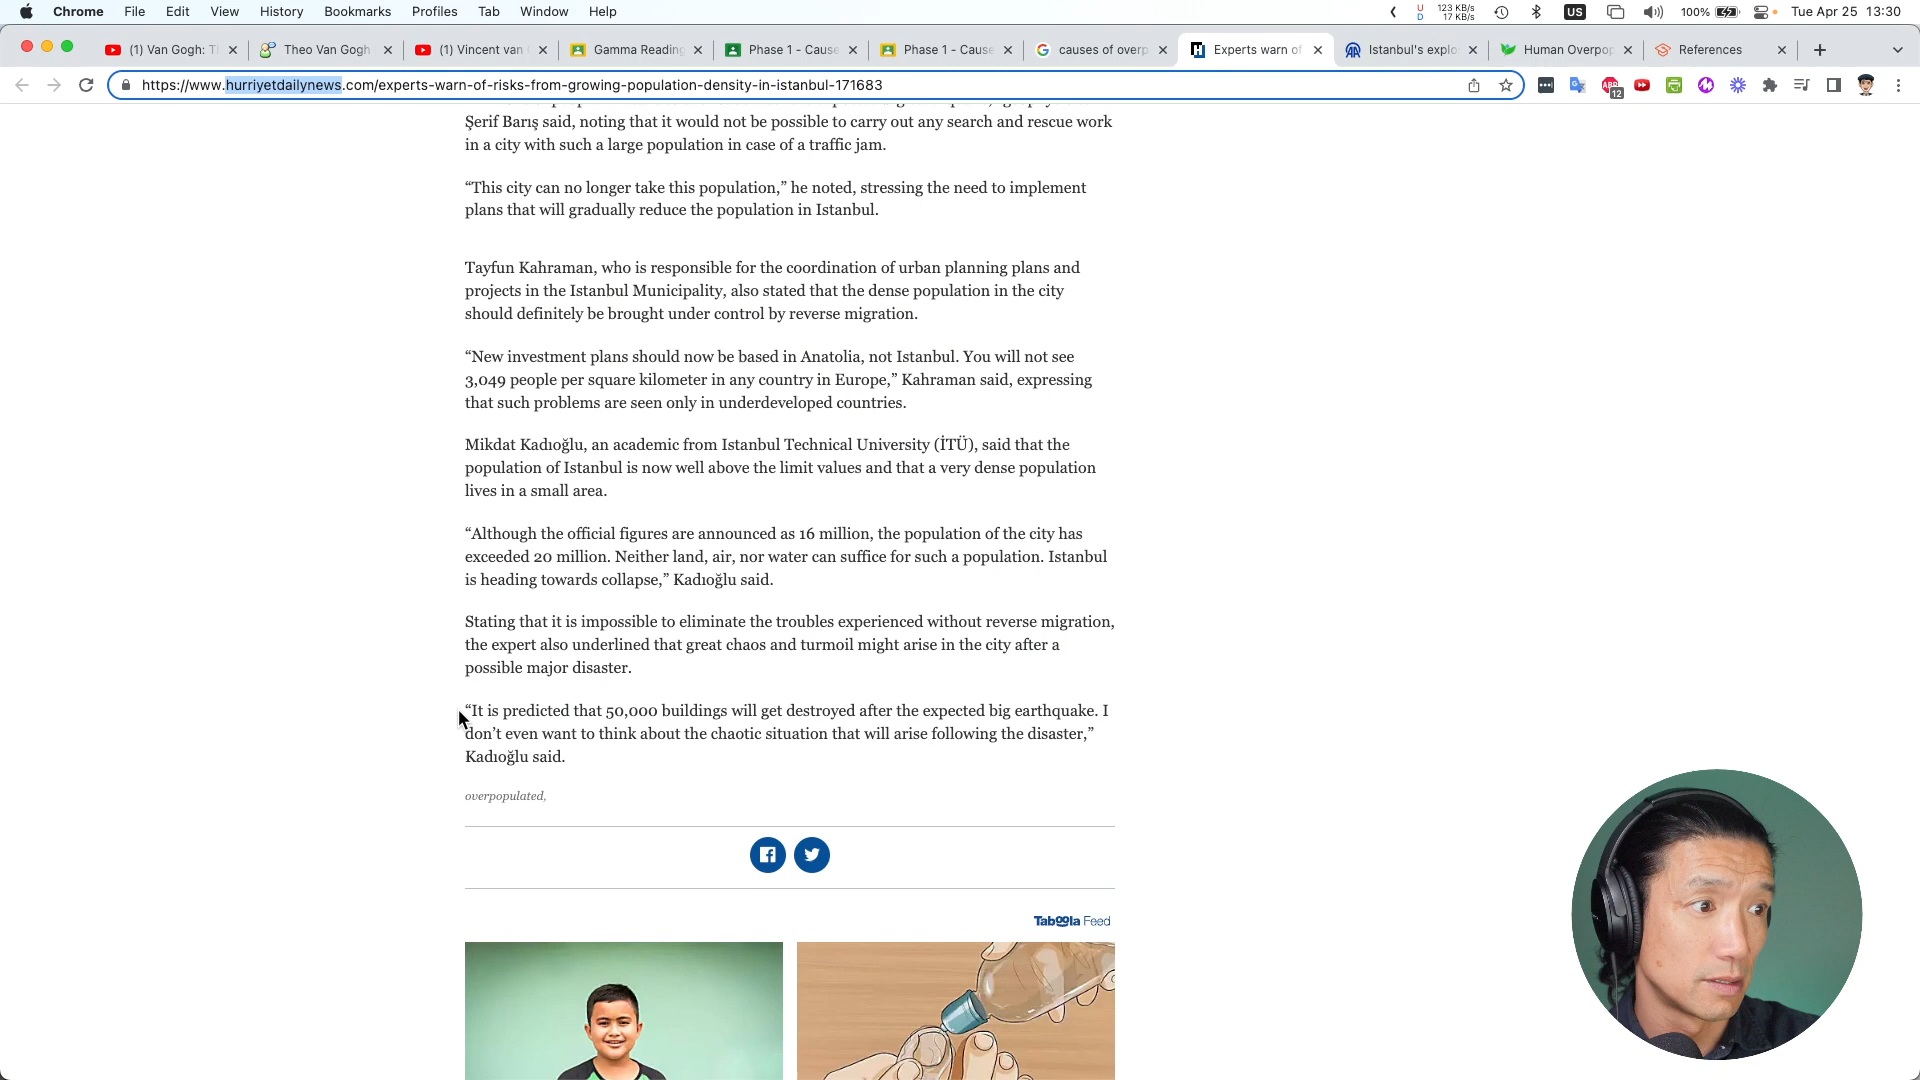 Chrome File Edit View History Bookmarks Profiles Tab Window Help
U 123 KB/s
D 17 KB/s
US 100% Tue Apr 25 13:30
(1) Van Gogh: T
Theo Van Gogh
(1) Vincent van
Gamma Reading
Phase 1 - Cause
Phase 1 - Cause
causes of overp
Experts warn of
Istanbul's explo
Human Overpop
References
https://www.hurriyetdailynews.com/experts-warn-of-risks-from-growing-population-density-in-istanbul-171683
12
Şerif Barış said, noting that it would not be possible to carry out any search and rescue work
in a city with such a large population in case of a traffic jam.
“This city can no longer take this population,” he noted, stressing the need to implement
plans that will gradually reduce the population in Istanbul.
Tayfun Kahraman, who is responsible for the coordination of urban planning plans and
projects in the Istanbul Municipality, also stated that the dense population in the city
should definitely be brought under control by reverse migration.
“New investment plans should now be based in Anatolia, not Istanbul. You will not see
3,049 people per square kilometer in any country in Europe,” Kahraman said, expressing
that such problems are seen only in underdeveloped countries.
Mikdat Kadıoğlu, an academic from Istanbul Technical University (İTÜ), said that the
population of Istanbul is now well above the limit values and that a very dense population
lives in a small area.
“Although the official figures are announced as 16 million, the population of the city has
exceeded 20 million. Neither land, air, nor water can suffice for such a population. Istanbul
is heading towards collapse,” Kadıoğlu said.
Stating that it is impossible to eliminate the troubles experienced without reverse migration,
the expert also underlined that great chaos and turmoil might arise in the city after a
possible major disaster.
“It is predicted that 50,000 buildings will get destroyed after the expected big earthquake. I
don’t even want to think about the chaotic situation that will arise following the disaster,”
Kadıoğlu said.
overpopulated,
Taboola Feed